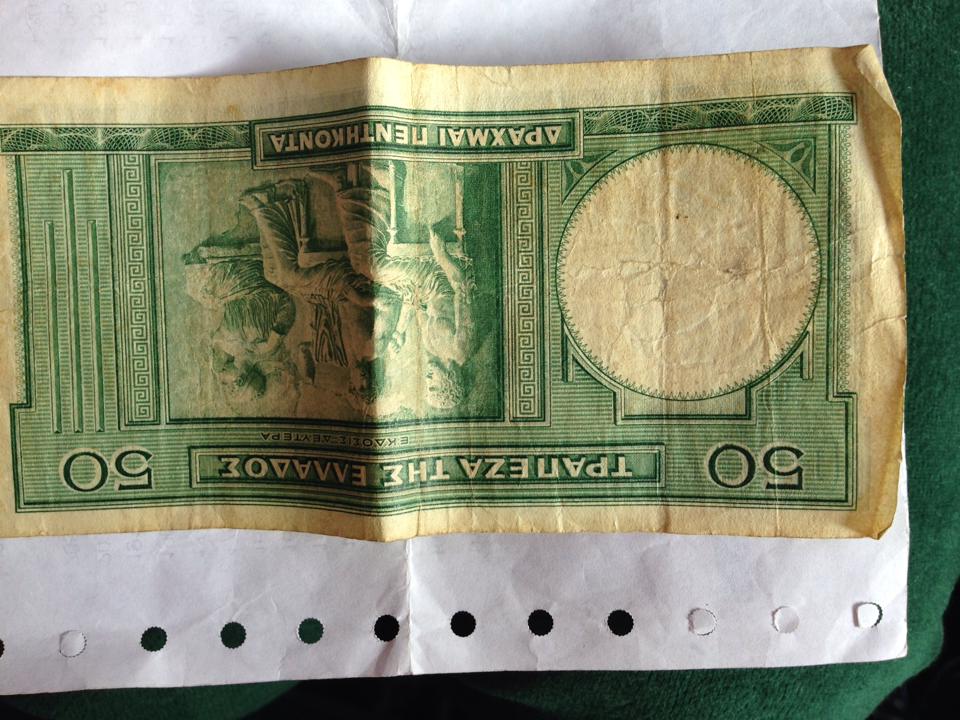 50 ΤΡΑΠΕΖΑ ΤΗΣ ΕΛΛΑΔΟΣ 50
ΕΚΔΟΣΙΣ ΔΕΥΤΕΡΑ
ΔΡΑΧΜΑΙ ΠΕΝΤΗΚΟΝΤΑ